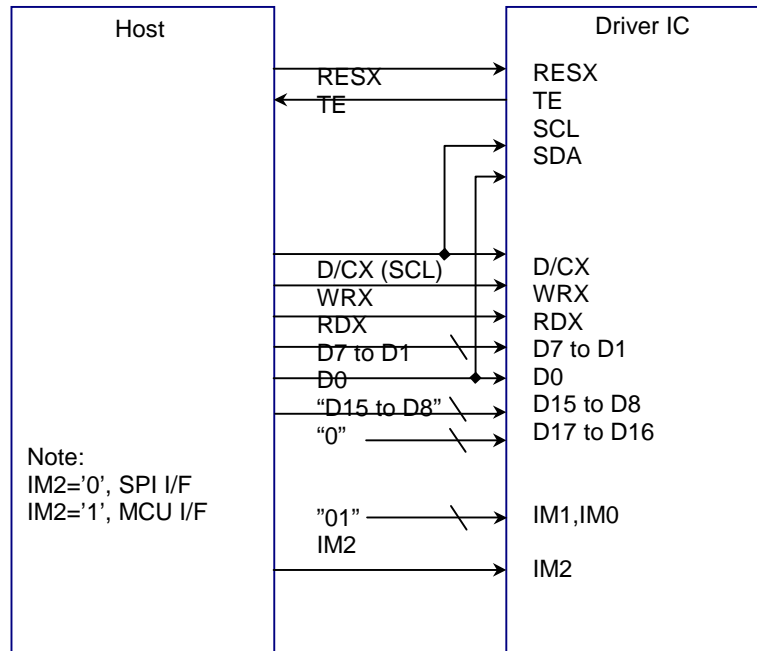 Host
Driver IC
RESX
RESX
TE
TE
SCL
SDA
D/CX (SCL)
D/CX
WRX
WRX
RDX
RDX
D7 to D1
D7 to D1
D0
D0
“D15 to D8”
D15 to D8
“0”
D17 to D16
Note:
IM2='0', SPI I/F
IM2='1', MCU I/F
”01”
IM1,IM0
IM2
IM2